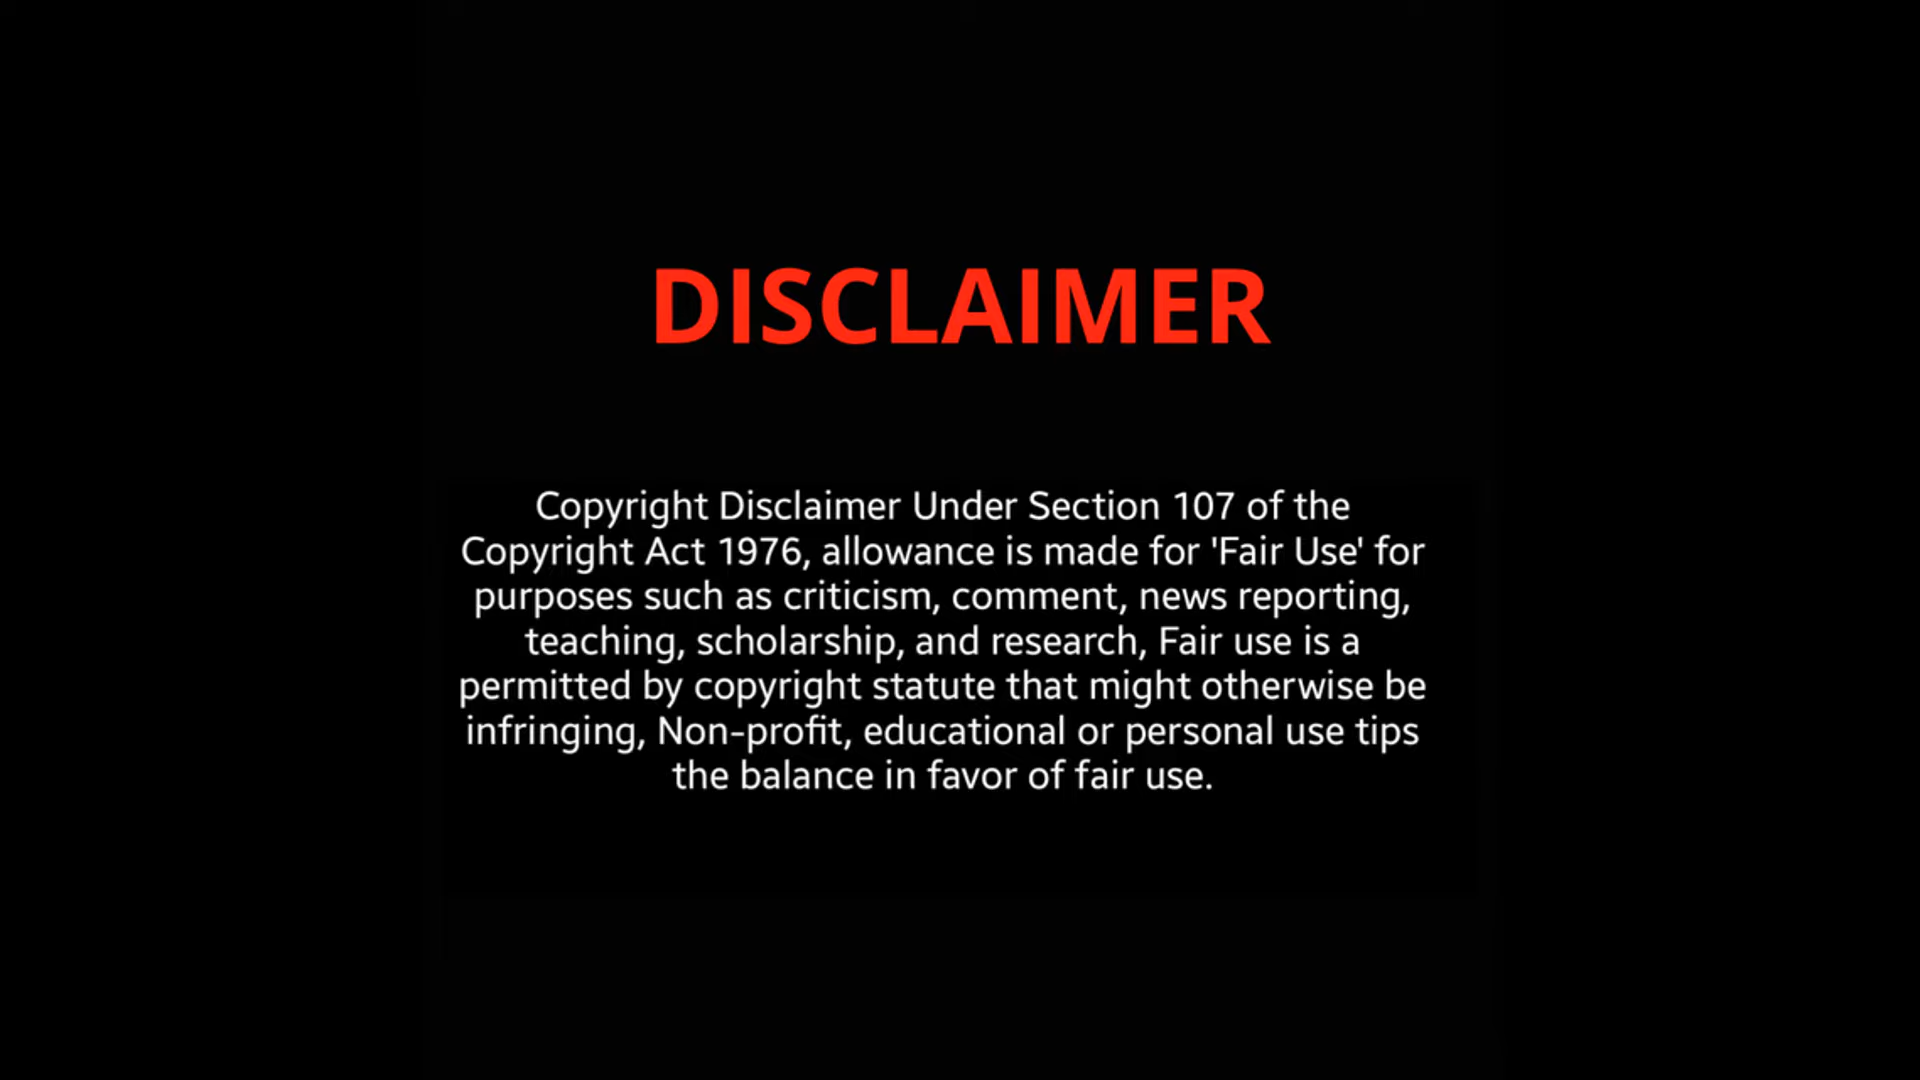 DISCLAIMER
Copyright Disclaimer Under Section 107 of the
Copyright Act 1976, allowance is made for 'Fair Use' for
purposes such as criticism, comment, news reporting,
teaching, scholarship, and research, Fair use is a
permitted by copyright statute that might otherwise be
infringing, Non-profit, educational or personal use tips
the balance in favor of fair use.